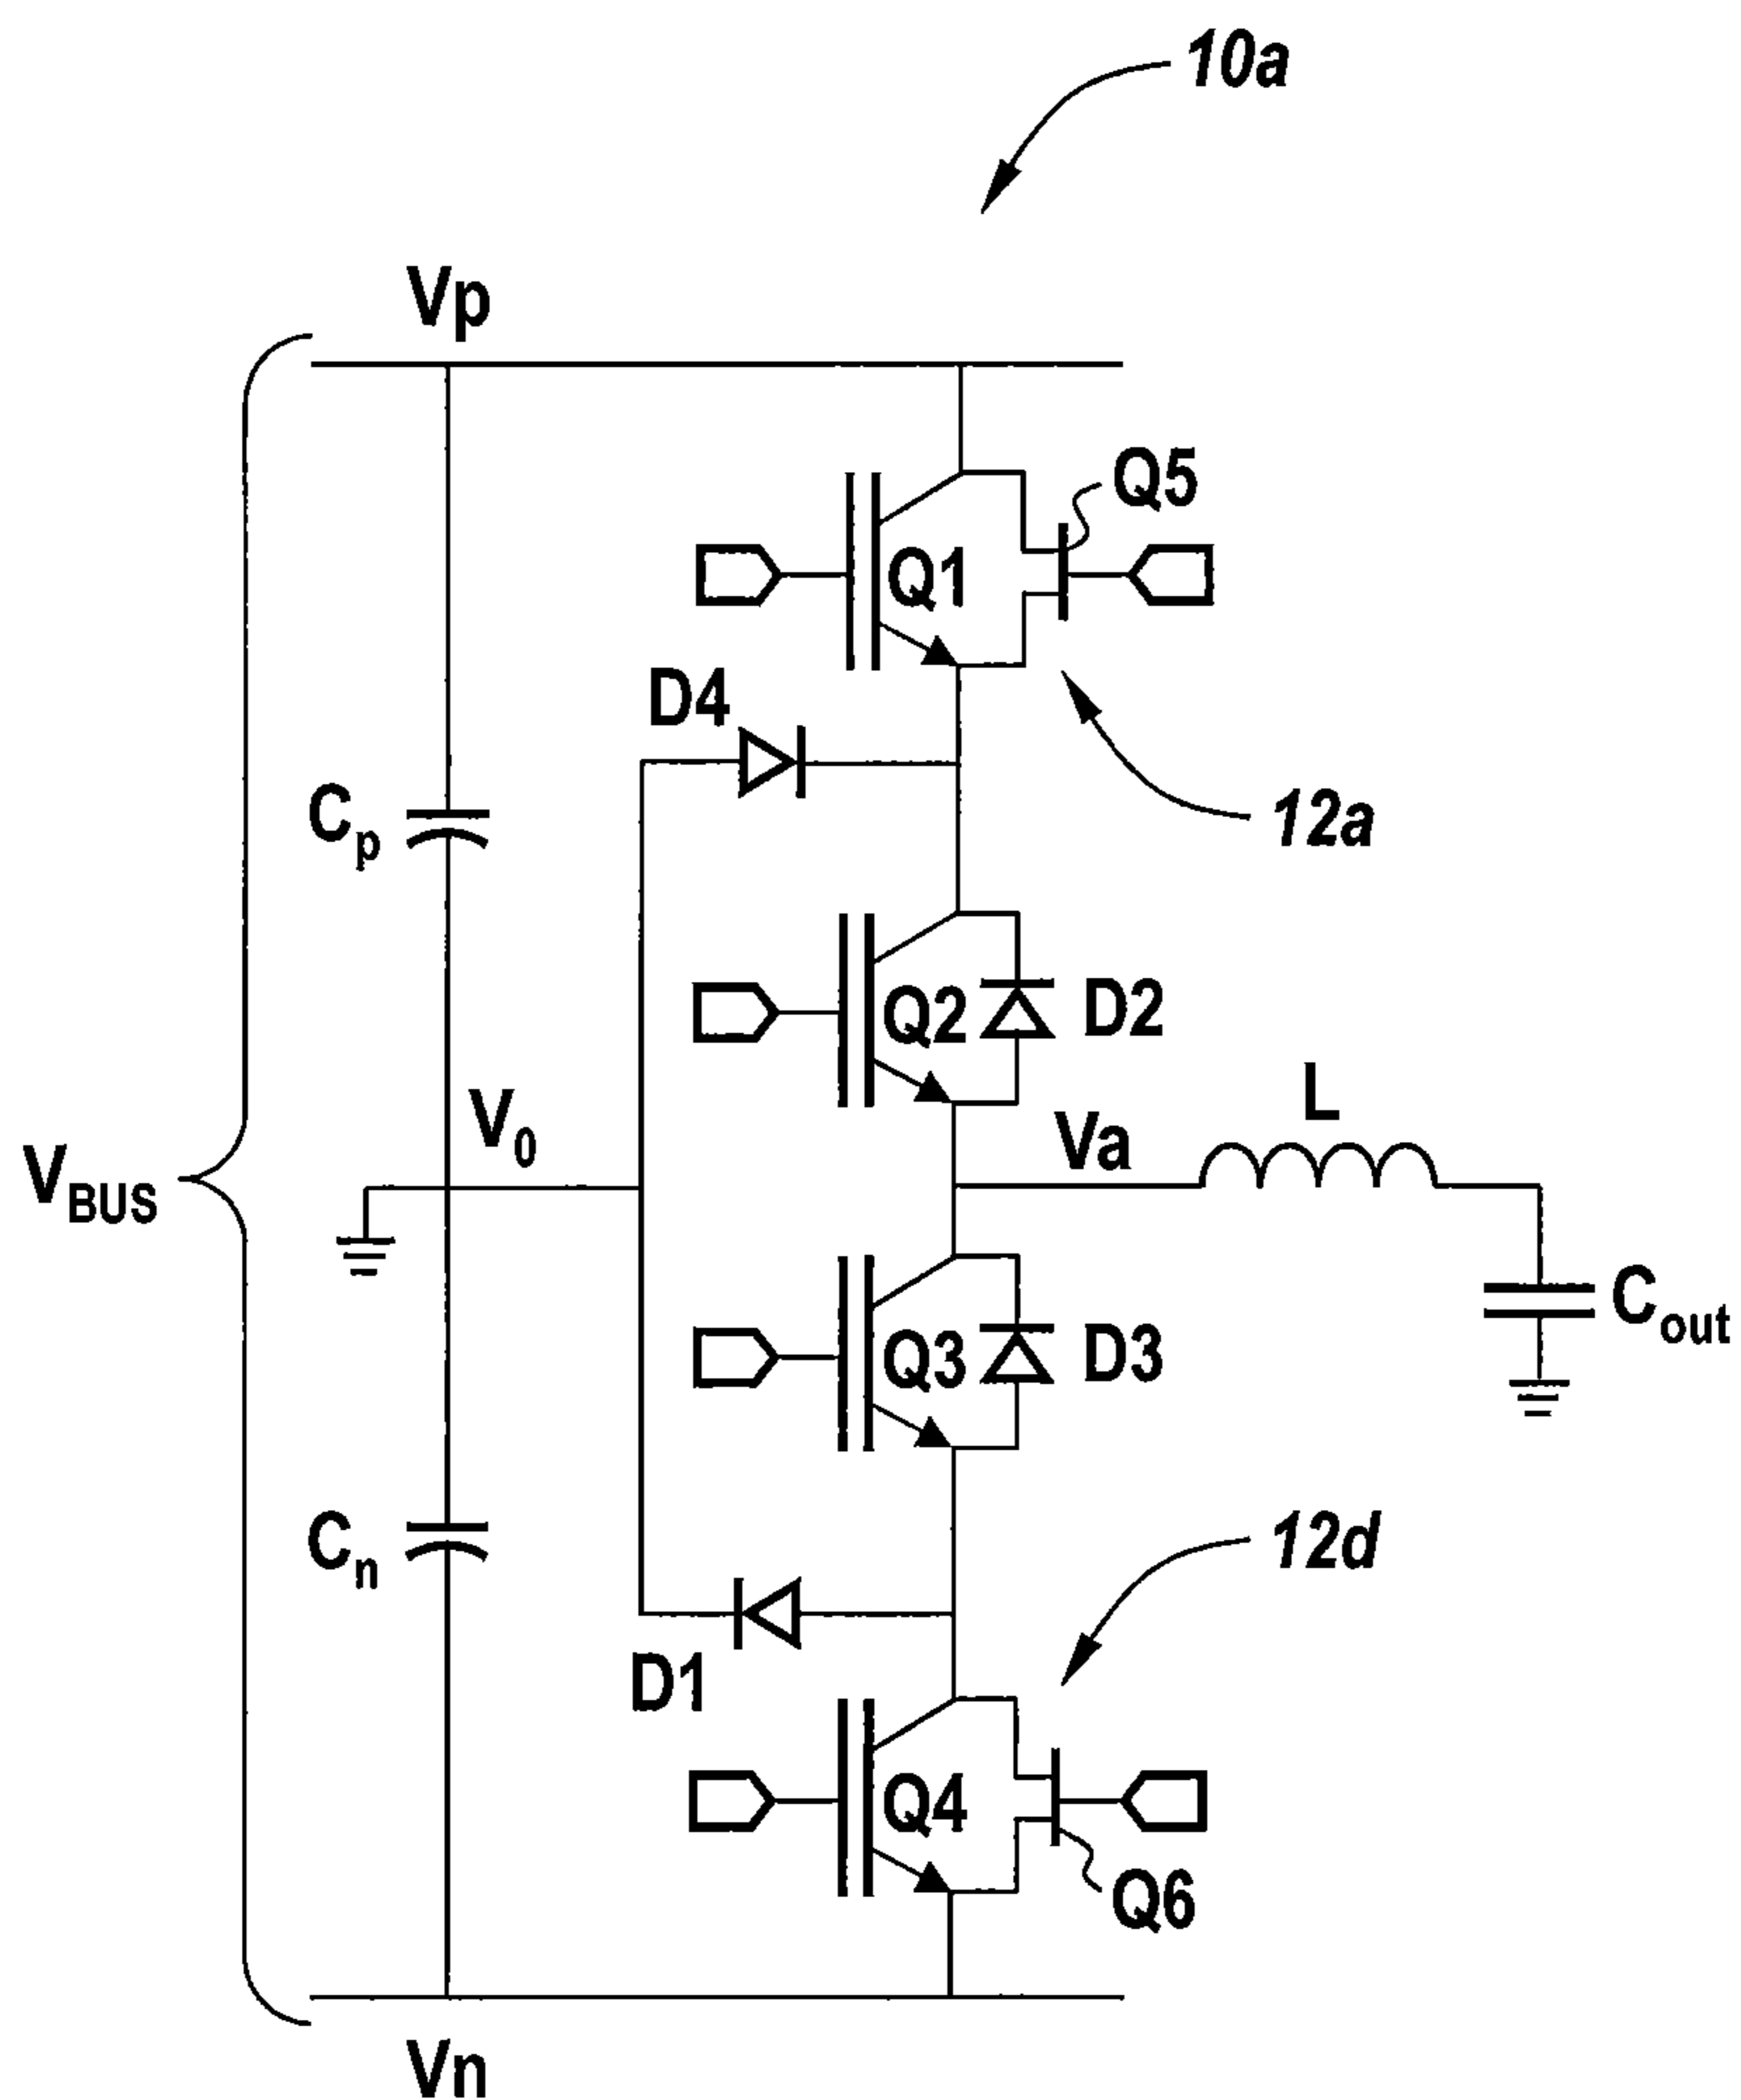 10a
Vp
Q5
Q1
D4
Cp
12a
Q2
D2
V0
Va
L
VBUS
Q3
D3
Cout
Cn
12d
D1
Q4
Q6
Vn